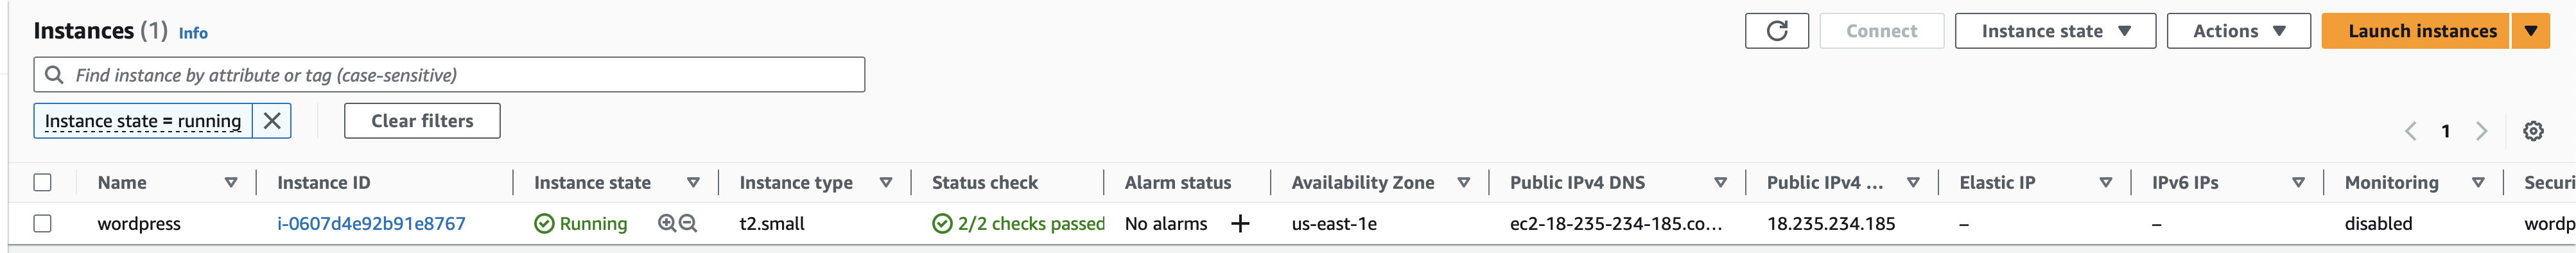 Instances (1) Info
Connect
Instance state
Actions
Launch instances
Find instance by attribute or tag (case-sensitive)
Instance state = running
Clear filters
1
Name Instance ID Instance state Instance type Status check Alarm status Availability Zone Public IPv4 DNS Public IPv4 ... Elastic IP IPv6 IPs Monitoring Securi
wordpress i-0607d4e92b91e8767 Running t2.small 2/2 checks passed No alarms + us-east-1e ec2-18-235-234-185.co... 18.235.234.185 – – disabled wordp